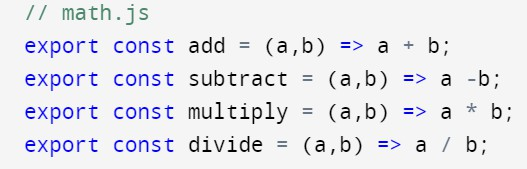 // math.js
export const add = (a,b) => a + b;
export const subtract = (a,b) => a -b;
export const multiply = (a,b) => a * b;
export const divide = (a,b) => a / b;